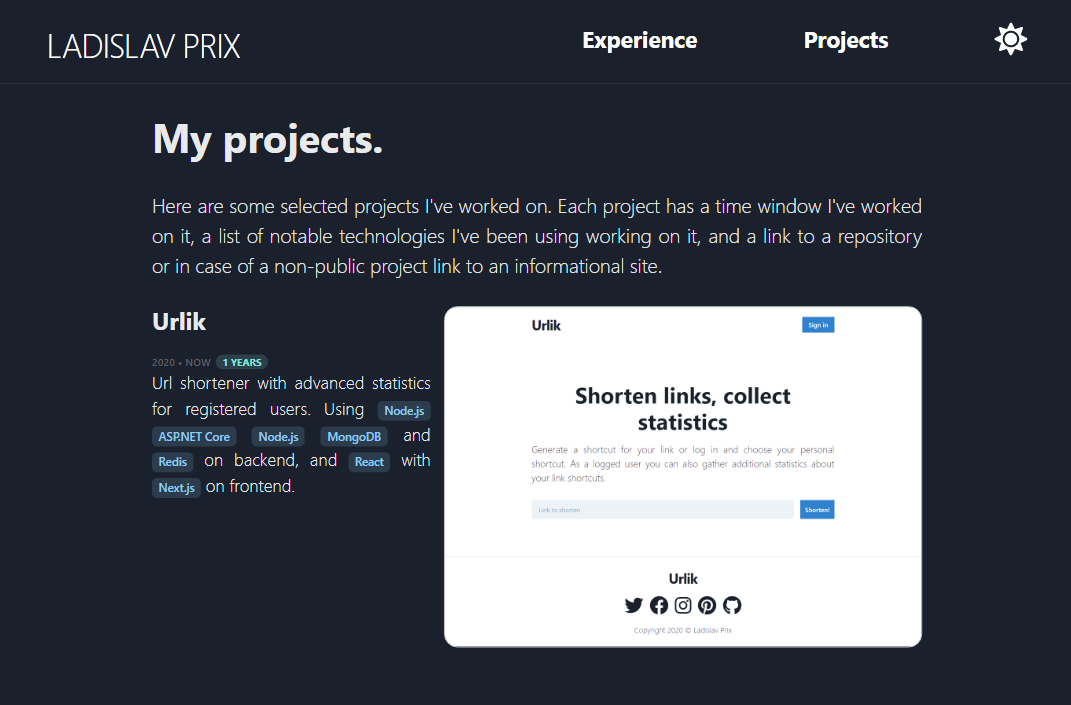 LADISLAV PRIX
Experience
Projects
My projects.
Here are some selected projects I've worked on. Each project has a time window I've worked
on it, a list of notable technologies I've been using working on it, and a link to a repository
or in case of a non-public project link to an informational site.
Urlik
2020 • NOW 1 YEARS
Url shortener with advanced statistics
for registered users. Using Node.js
ASP.NET Core Node.js MongoDB and
Redis on backend, and React with
Next.js on frontend.
Urlik
Sign in
Shorten links, collect
statistics
Generate a shortcut for your link or log in and choose your personal
shortcut. As a logged user you can also gather additional statistics about
your link shortcuts.
Link to shorten
Shorten!
Urlik
Copyright 2020 © Ladislav Prix